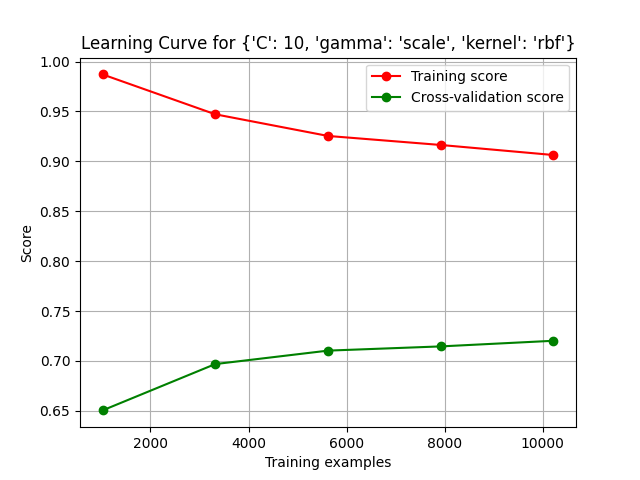 Learning Curve for {'C': 10, 'gamma': 'scale', 'kernel': 'rbf'}
Training score
Cross-validation score
1.00
0.95
0.90
0.85
0.80
0.75
0.70
0.65
Score
2000
4000
6000
8000
10000
Training examples